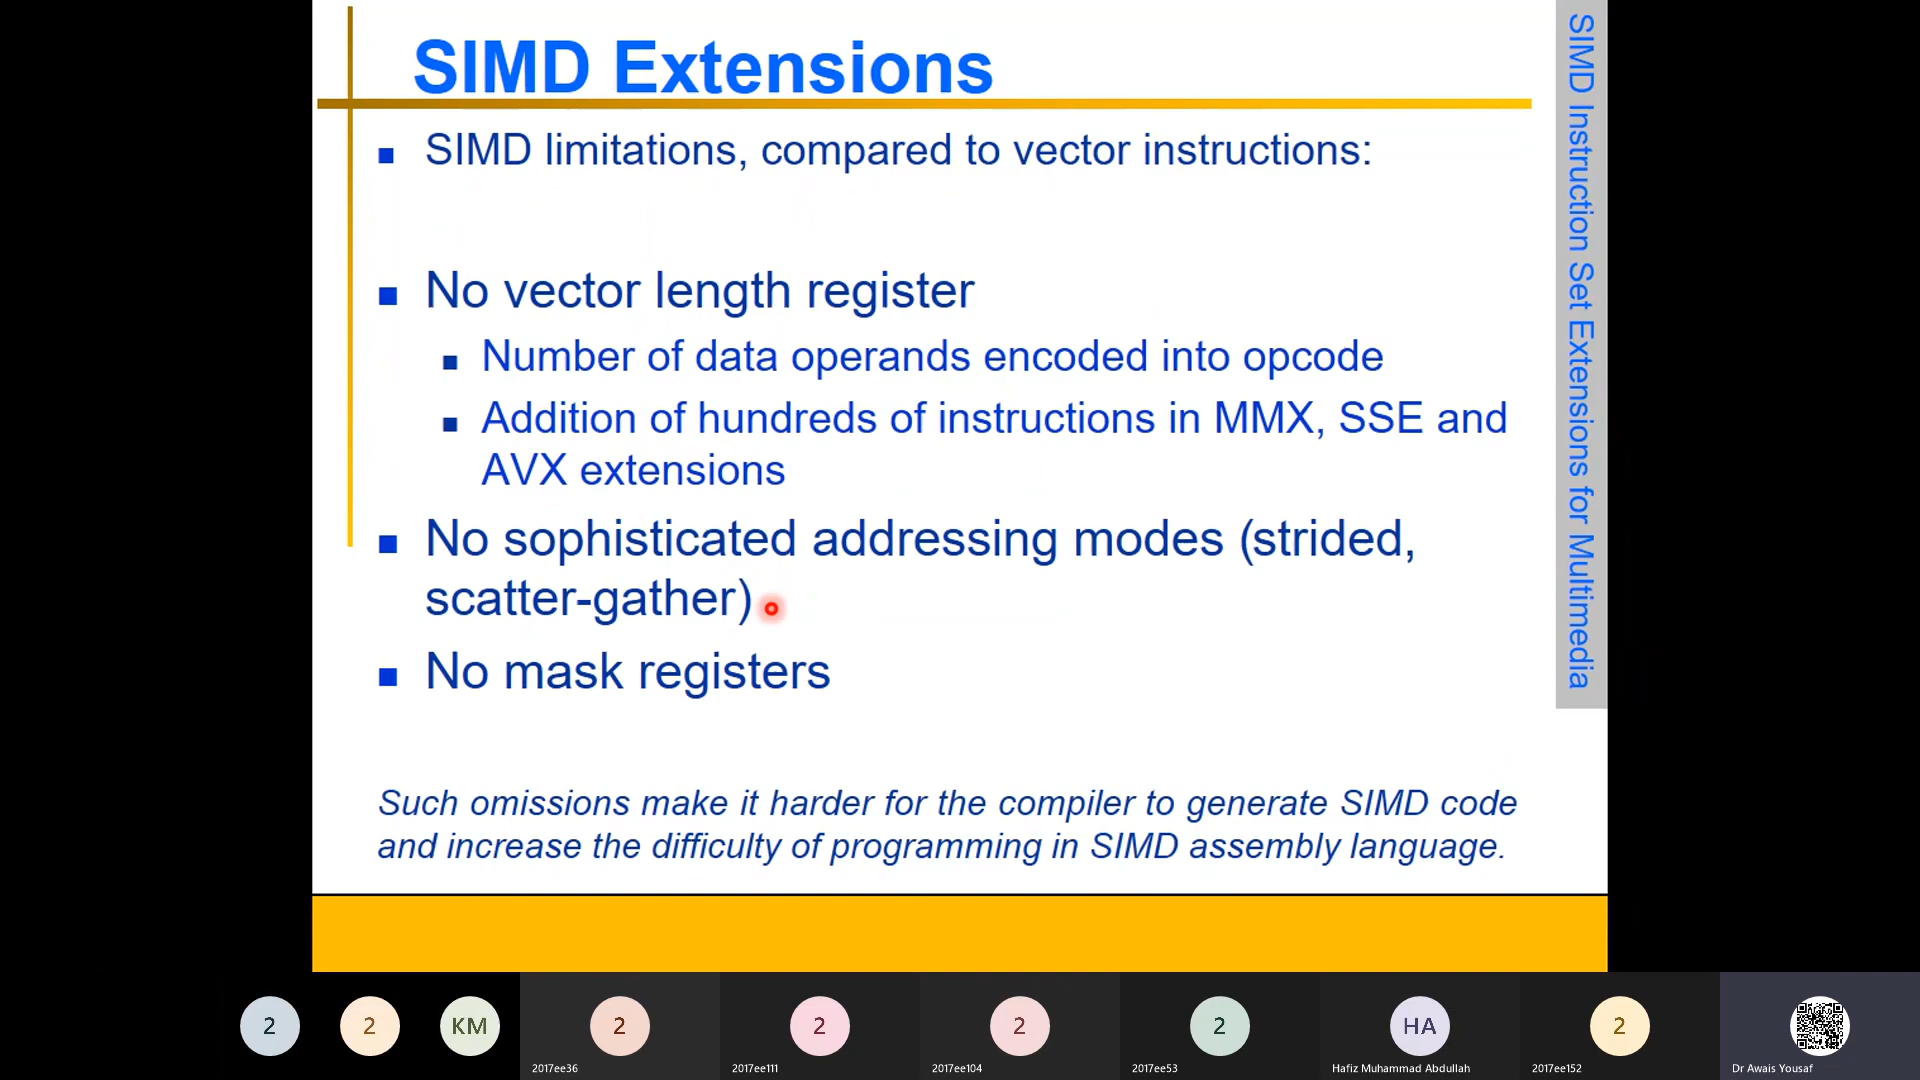 SIMD Extensions
SIMD limitations, compared to vector instructions:
No vector length register
Number of data operands encoded into opcode
Addition of hundreds of instructions in MMX, SSE and
AVX extensions
No sophisticated addressing modes (strided,
scatter-gather)
No mask registers
Such omissions make it harder for the compiler to generate SIMD code
and increase the difficulty of programming in SIMD assembly language.
SIMD Instruction Set Extensions for Multimedia
2
2
KM
2
2017ee36
2
2017ee111
2
2017ee104
2
2017ee53
HA
Hafiz Muhammad Abdullah
2
2017ee152
Dr Awais Yousaf